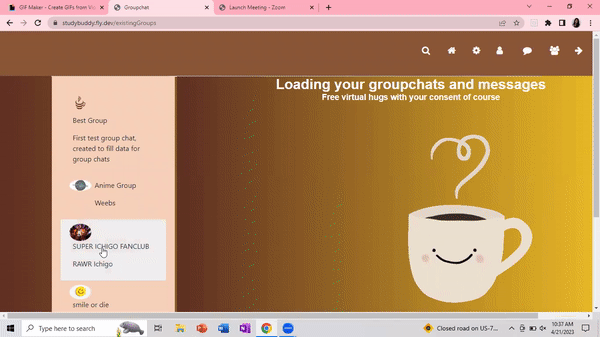 GIF Maker - Create GIFs from Vi
Groupchat
Launch Meeting - Zoom
studybuddy.fly.dev/existingGroups
Loading your groupchats and messages
Free virtual hugs with your consent of course
Best Group
First test group chat,
created to fill data for
group chats
Anime Group
Weebs
SUPER ICHIGO FANCLUB
RAWR Ichigo
smile or die
Type here to search
Closed road on US-7...
10:37 AM
4/21/2023